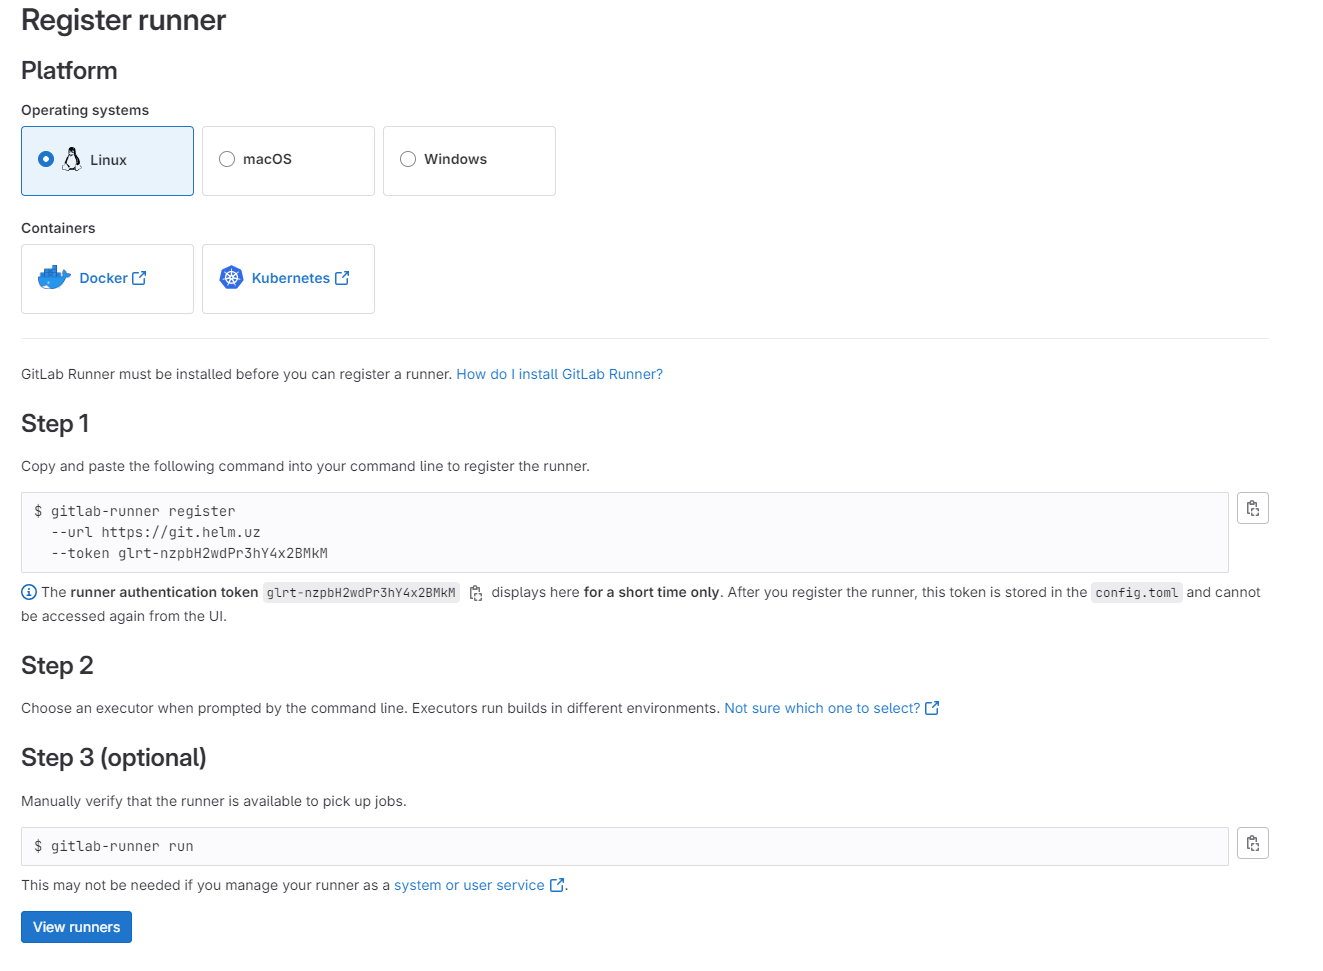 Register runner
Platform
Operating systems
Linux
macOS
Windows
Containers
Docker
Kubernetes
GitLab Runner must be installed before you can register a runner. How do I install GitLab Runner?
Step 1
Copy and paste the following command into your command line to register the runner.
$ gitlab-runner register
--url https://git.helm.uz
--token glrt-nzpbH2wdPr3hY4x2BMkM
The runner authentication token glrt-nzpbH2wdPr3hY4x2BMkM displays here for a short time only. After you register the runner, this token is stored in the config.toml and cannot
be accessed again from the UI.
Step 2
Choose an executor when prompted by the command line. Executors run builds in different environments. Not sure which one to select?
Step 3 (optional)
Manually verify that the runner is available to pick up jobs.
$ gitlab-runner run
This may not be needed if you manage your runner as a system or user service.
View runners